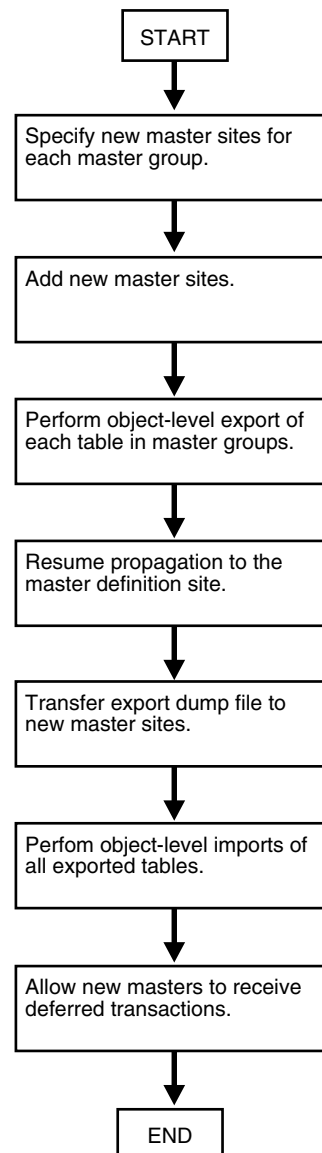 START
Specify new master sites for
each master group.
Add new master sites.
Perform object-level export of
each table in master groups.
Resume propagation to the
master definition site.
Transfer export dump file to
new master sites.
Perfom object-level imports of
all exported tables.
Allow new masters to receive
deferred transactions.
END